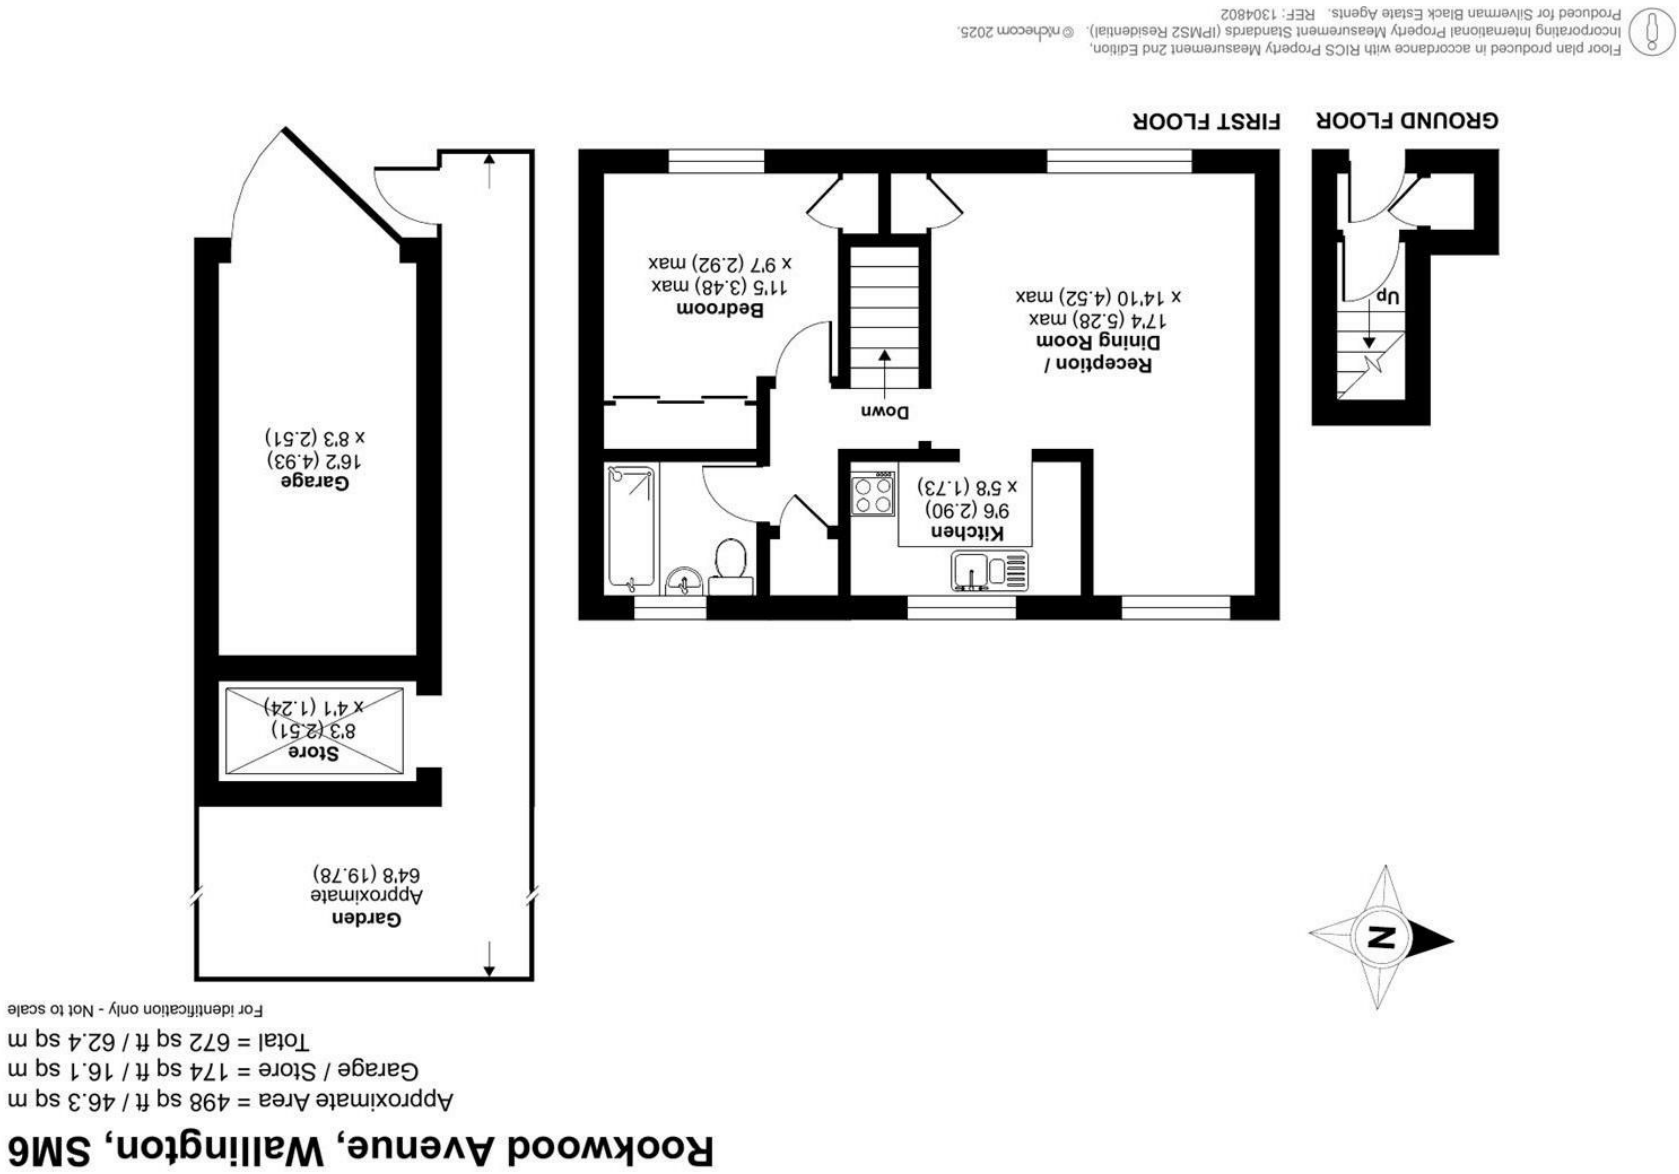 Rookwood Avenue, Wallington, SM6
Approximate Area = 498 sq ft / 46.3 sq m
Garage / Store = 174 sq ft / 16.1 sq m
Total = 672 sq ft / 62.4 sq m
For identification only - Not to scale
N
Garden
Approximate
64'8 (19.78)
Store
8'3 (2.51)
x 4'1 (1.24)
Garage
16'2 (4.93)
x 8'3 (2.51)
Kitchen
9'6 (2.90)
x 5'8 (1.73)
Down
Reception /
Dining Room
17'4 (5.28) max
x 14'10 (4.52) max
Bedroom
11'5 (3.48) max
x 9'7 (2.92) max
Up
GROUND FLOOR
FIRST FLOOR
Floor plan produced in accordance with RICS Property Measurement 2nd Edition,
Incorporating International Property Measurement Standards (IPMS2 Residential). © nichecom 2025.
Produced for Silverman Black Estate Agents. REF: 1304802